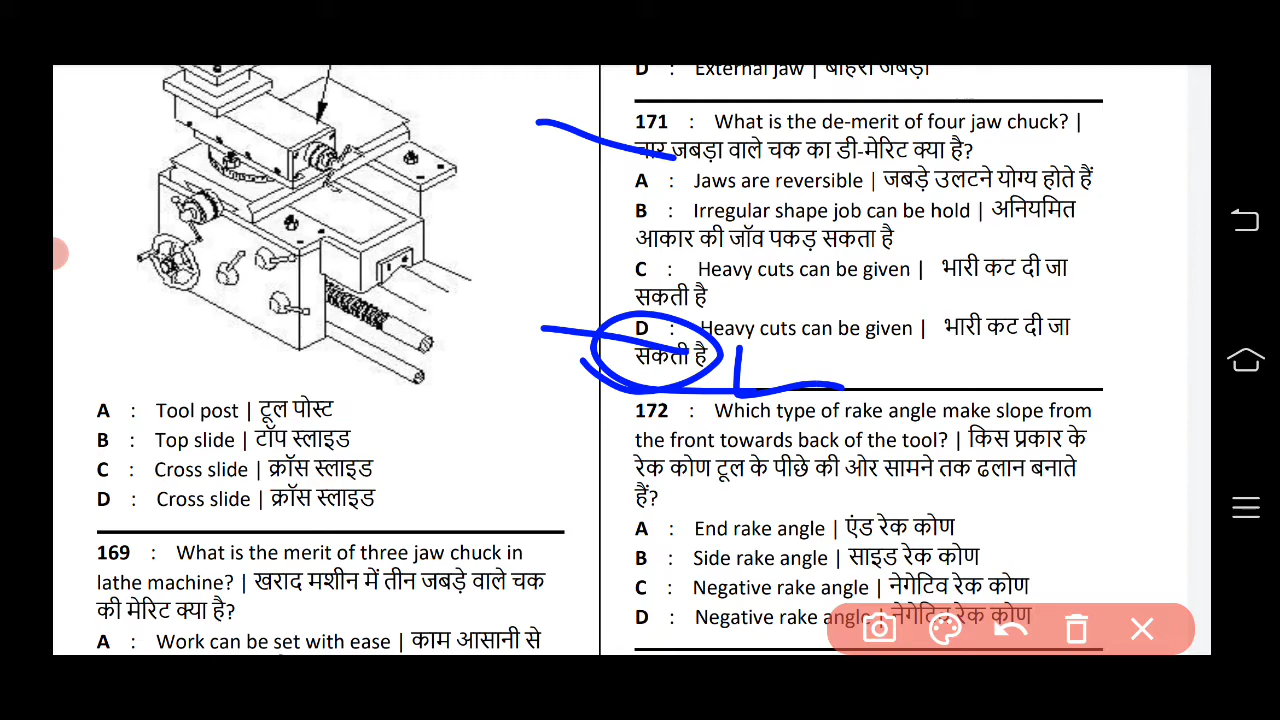 A : Tool post | टूल पोस्ट
B : Top slide | टॉप स्लाइड
C : Cross slide | क्रॉस स्लाइड
D : Cross slide | क्रॉस स्लाइड
169 : What is the merit of three jaw chuck in
lathe machine? | खराद मशीन में तीन जबड़े वाले चक
की मेरिट क्या है?
A : Work can be set with ease | काम आसानी से
D : External jaw | बाहरी जबड़ा
171 : What is the de-merit of four jaw chuck? |
चार जबड़ा वाले चक का डी-मेरिट क्या है?
A : Jaws are reversible | जबड़े उलटने योग्य होते हैं
B : Irregular shape job can be hold | अनियमित
आकार की जॉव पकड़ सकता है
C : Heavy cuts can be given | भारी कट दी जा
सकती है
D : Heavy cuts can be given | भारी कट दी जा
सकती है
172 : Which type of rake angle make slope from
the front towards back of the tool? | किस प्रकार के
रेक कोण टूल के पीछे की ओर सामने तक ढलान बनाते
हैं?
A : End rake angle | एंड रेक कोण
B : Side rake angle | साइड रेक कोण
C : Negative rake angle | नेगेटिव रेक कोण
D : Negative rake angle | नेगेटिव रेक कोण